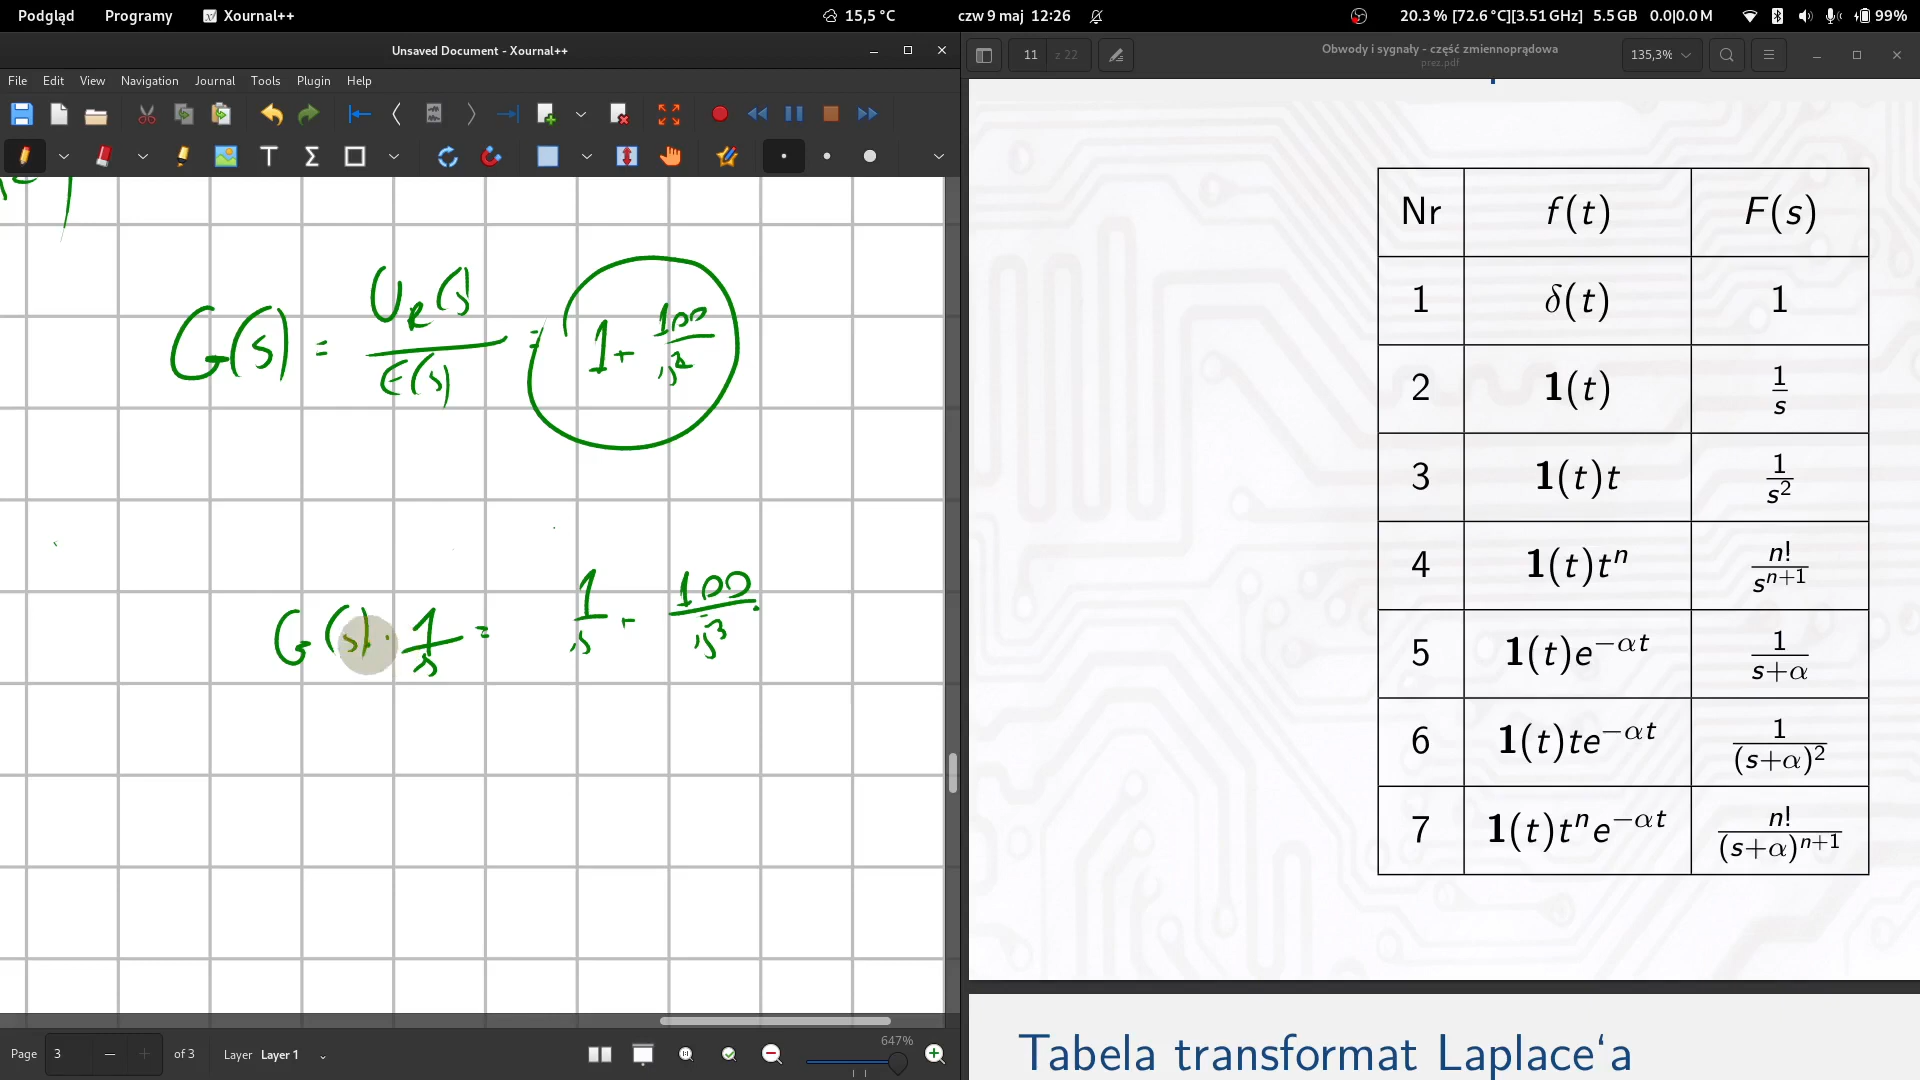 Podgląd Programy Xournal++ 15,5 °C czw 9 maj 12:26 20.3 % [72.6 °C][3.51 GHz] 5.5 GB 0.0|0.0 M 99%
Unsaved Document - Xournal++
File Edit View Navigation Journal Tools Plugin Help
G(s) = U_R(s) / E(s) = 1 + 100/s²
G(s) · 1/s = 1/s + 100/s³
Page 3 of 3 Layer Layer 1 647%
11 z 22 Obwody i sygnały - część zmiennoprądowa 135,3%
prez.pdf
Nr f(t) F(s)
1 δ(t) 1
2 1(t) 1/s
3 1(t)t 1/s²
4 1(t)tⁿ n!/sⁿ⁺¹
5 1(t)e^(−αt) 1/(s+α)
6 1(t)te^(−αt) 1/(s+α)²
7 1(t)tⁿe^(−αt) n!/(s+α)ⁿ⁺¹
Tabela transformat Laplace‘a